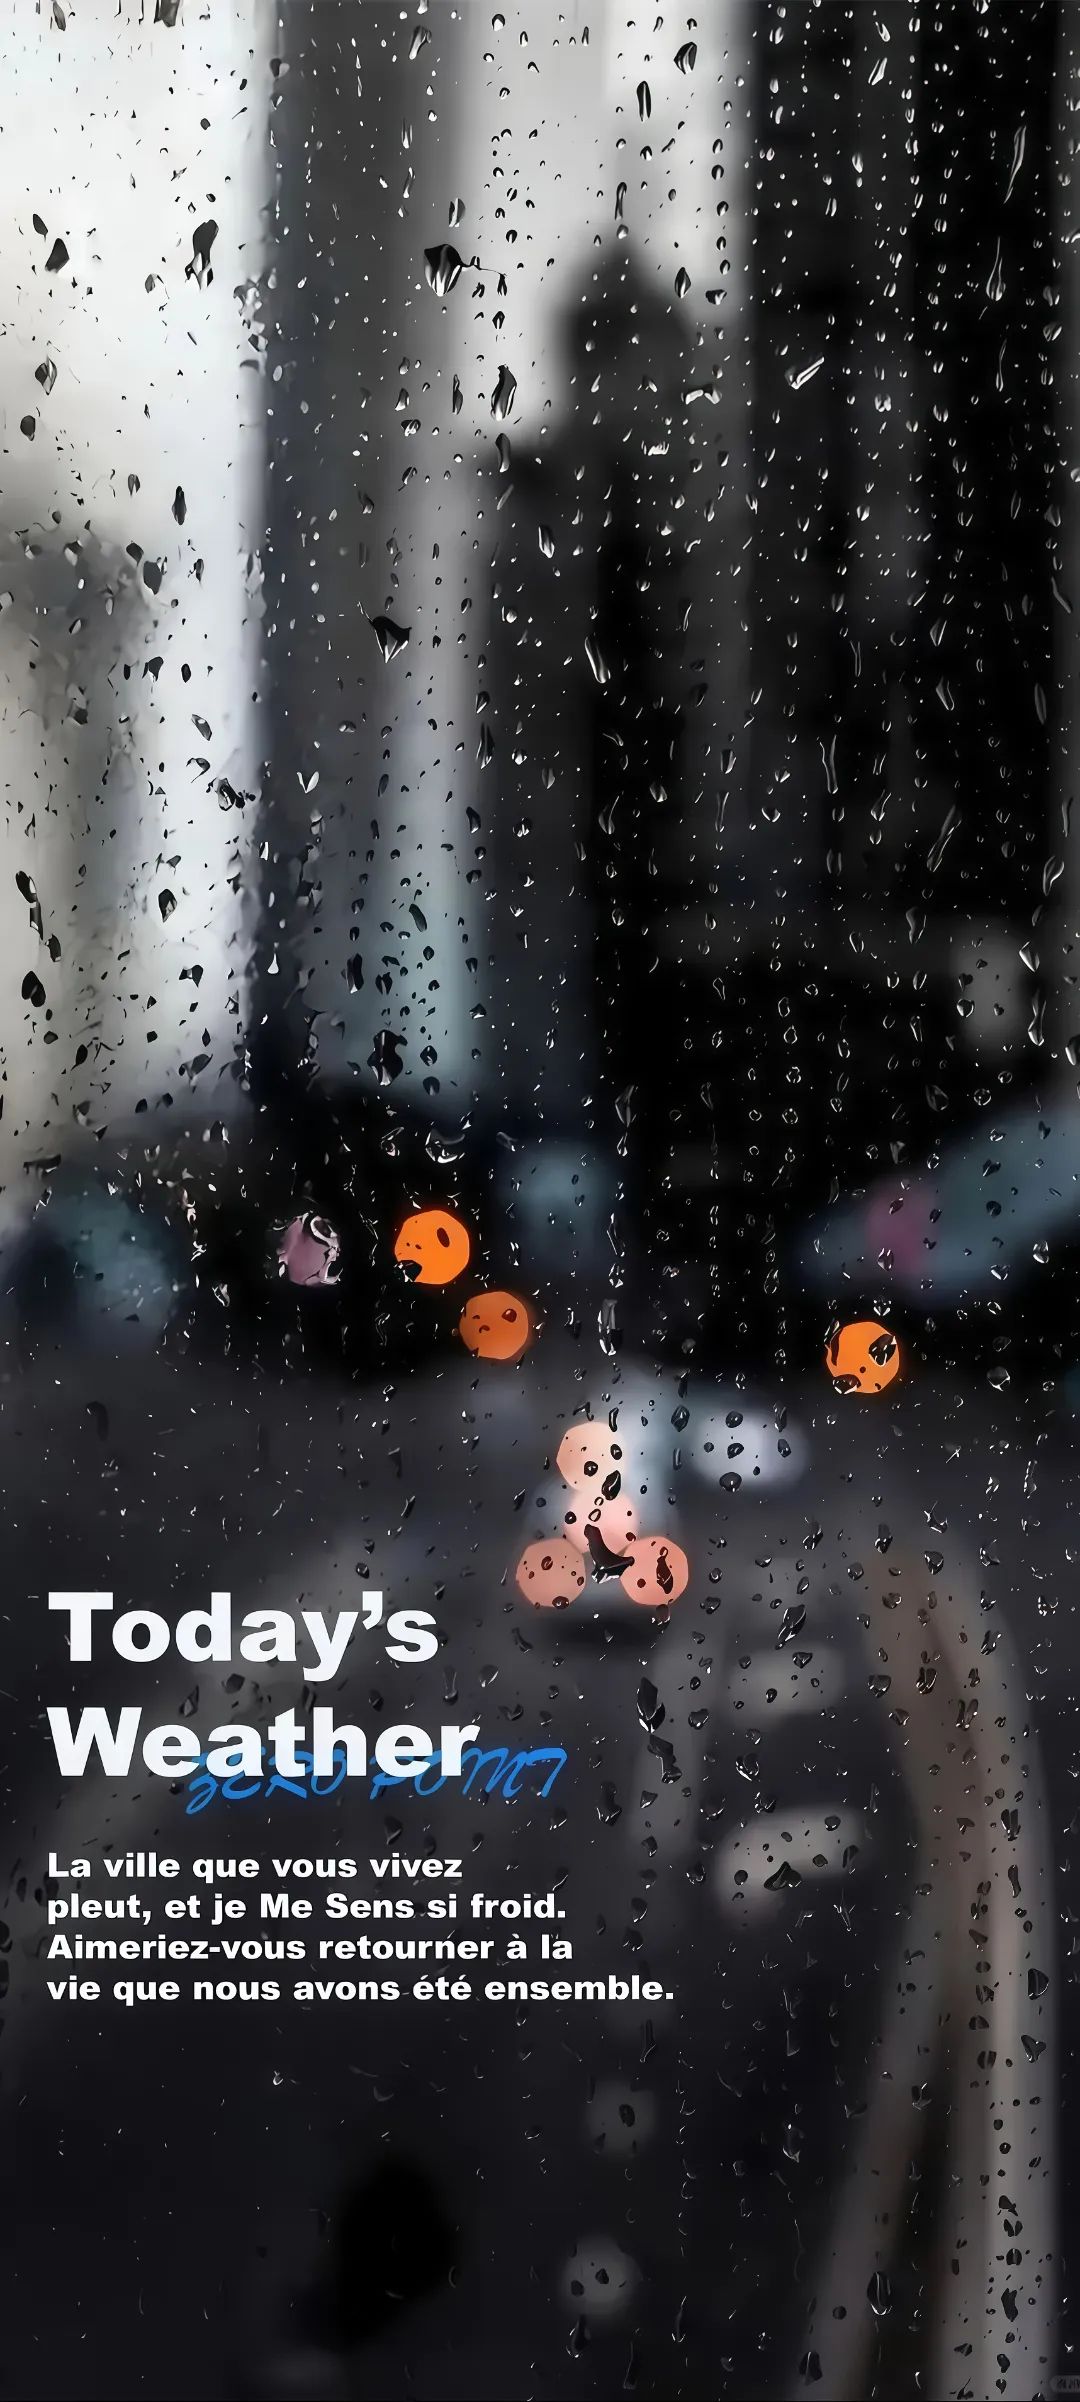 Today’s
Weather
ZERO POINT
La ville que vous vivez
pleut, et je Me Sens si froid.
Aimeriez-vous retourner à la
vie que nous avons été ensemble.